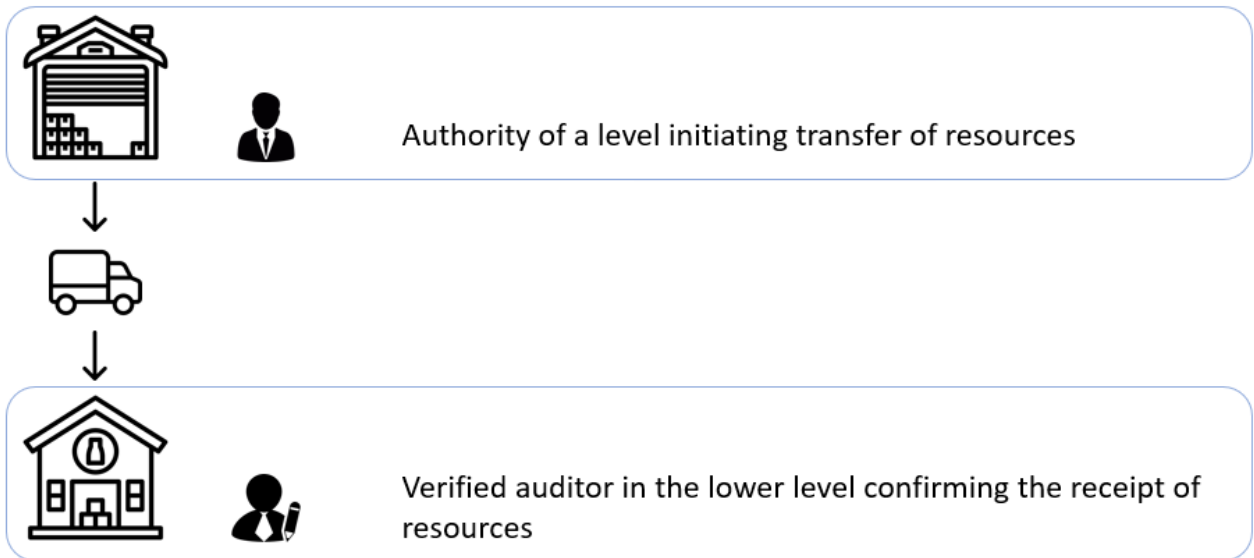 Authority of a level initiating transfer of resources
Verified auditor in the lower level confirming the receipt of
resources